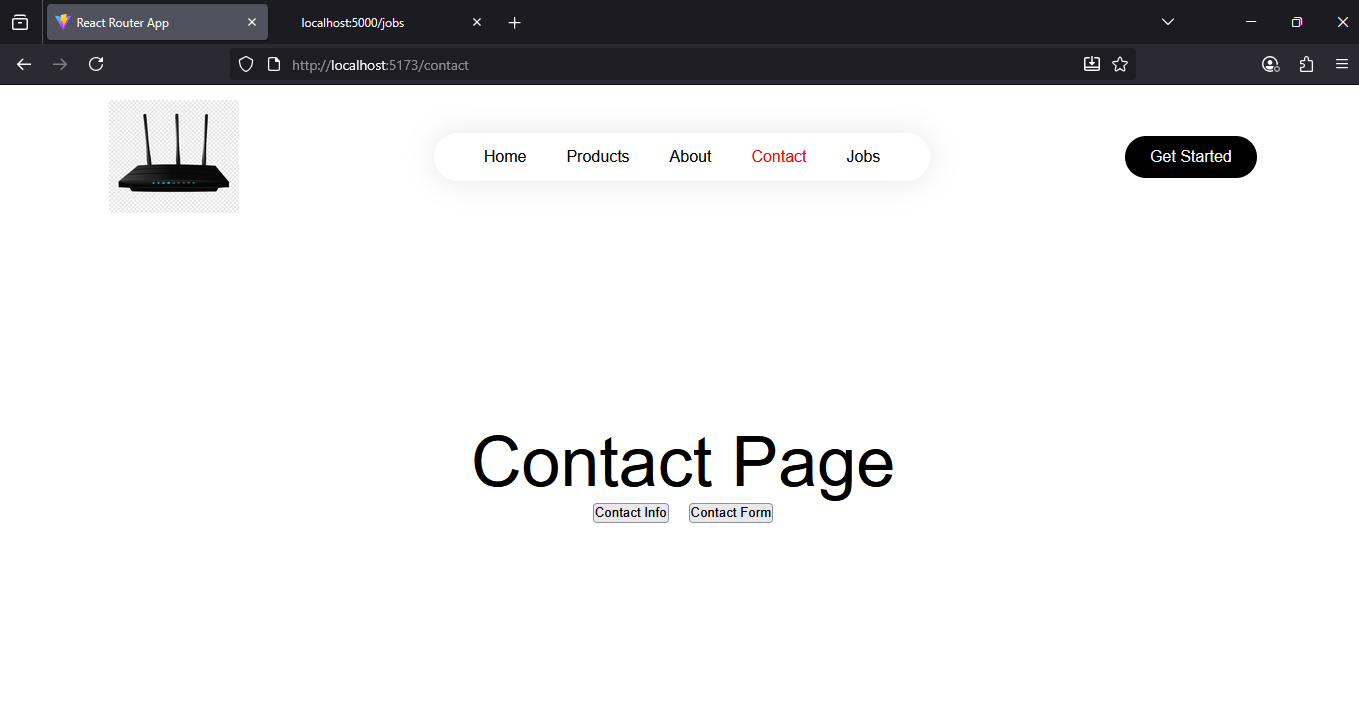 React Router App
localhost:5000/jobs
http://localhost:5173/contact
Home Products About Contact Jobs
Get Started
Contact Page
Contact Info Contact Form